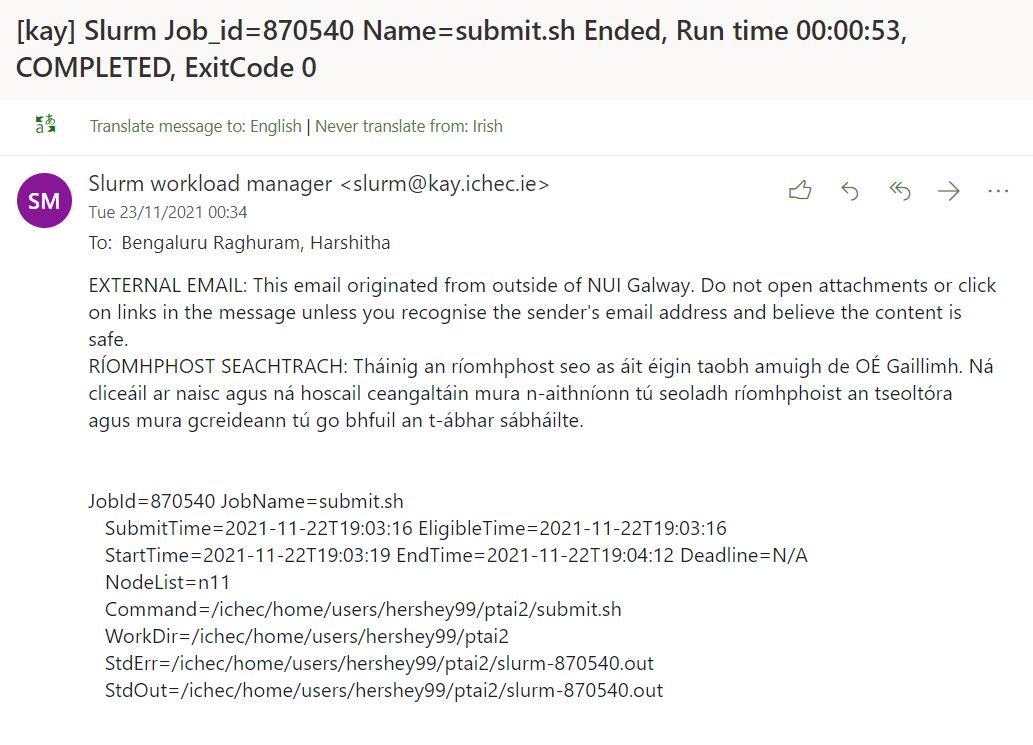 [kay] Slurm Job_id=870540 Name=submit.sh Ended, Run time 00:00:53,
COMPLETED, ExitCode 0
Translate message to: English | Never translate from: Irish
SM
Slurm workload manager <slurm@kay.ichec.ie>
Tue 23/11/2021 00:34
To: Bengaluru Raghuram, Harshitha
EXTERNAL EMAIL: This email originated from outside of NUI Galway. Do not open attachments or click
on links in the message unless you recognise the sender's email address and believe the content is
safe.
RÍOMHPHOST SEACHTRACH: Tháinig an ríomhphost seo as áit éigin taobh amuigh de OÉ Gaillimh. Ná
cliceáil ar naisc agus ná hoscail ceangaltáin mura n-aithníonn tú seoladh ríomhphoist an tseoltóra
agus mura gcreideann tú go bhfuil an t-ábhar sábháilte.
JobId=870540 JobName=submit.sh
SubmitTime=2021-11-22T19:03:16 EligibleTime=2021-11-22T19:03:16
StartTime=2021-11-22T19:03:19 EndTime=2021-11-22T19:04:12 Deadline=N/A
NodeList=n11
Command=/ichec/home/users/hershey99/ptai2/submit.sh
WorkDir=/ichec/home/users/hershey99/ptai2
StdErr=/ichec/home/users/hershey99/ptai2/slurm-870540.out
StdOut=/ichec/home/users/hershey99/ptai2/slurm-870540.out